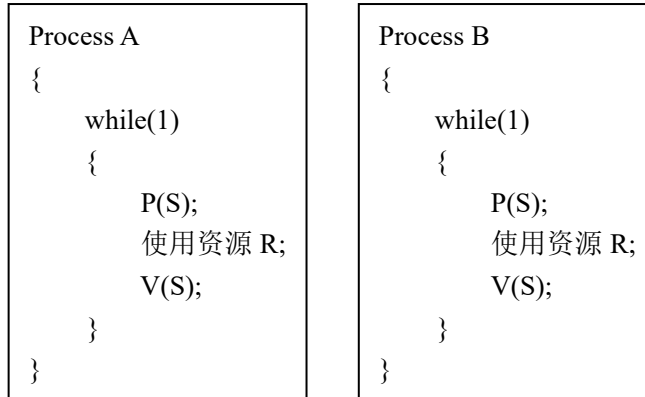 Process A
{
while(1)
{
P(S);
使用资源 R;
V(S);
}
}
Process B
{
while(1)
{
P(S);
使用资源 R;
V(S);
}
}